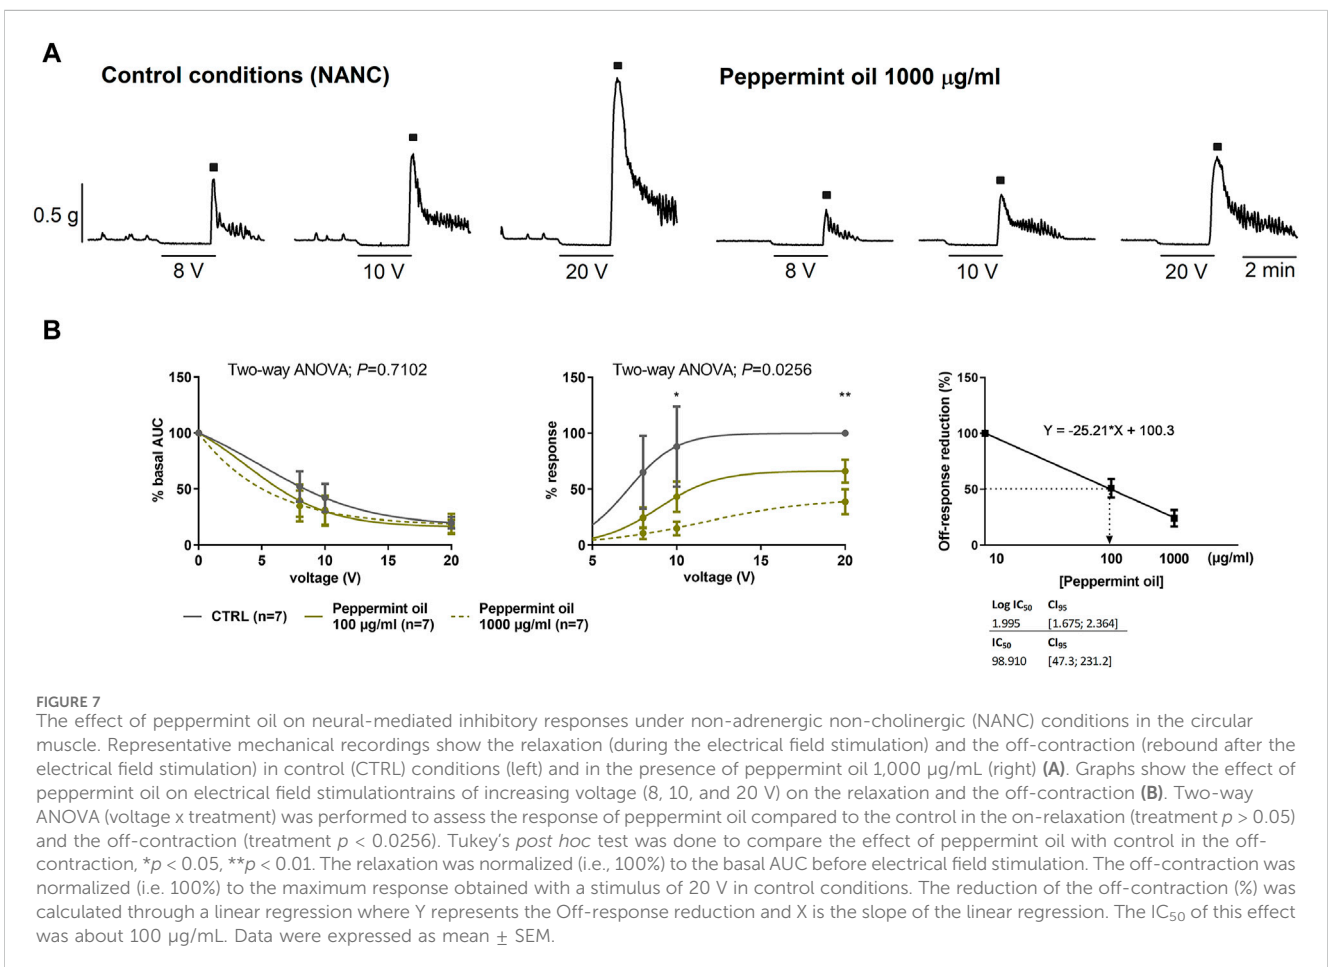 A
Control conditions (NANC)
Peppermint oil 1000 μg/ml
0.5 g
8 V
10 V
20 V
8 V
10 V
20 V
2 min
B
Two-way ANOVA; P=0.7102
% basal AUC
150
100
50
0
0
5
10
15
20
voltage (V)
Two-way ANOVA; P=0.0256
% response
150
100
50
0
5
10
15
20
voltage (V)
*
**
Off-response reduction (%)
150
100
50
0
Y = -25.21*X + 100.3
10
100
1000
(μg/ml)
[Peppermint oil]
CTRL (n=7)
Peppermint oil
100 μg/ml (n=7)
Peppermint oil
1000 μg/ml (n=7)
Log IC50 CI95
1.995 [1.675; 2.364]
IC50 CI95
98.910 [47.3; 231.2]
FIGURE 7
The effect of peppermint oil on neural-mediated inhibitory responses under non-adrenergic non-cholinergic (NANC) conditions in the circular
muscle. Representative mechanical recordings show the relaxation (during the electrical field stimulation) and the off-contraction (rebound after the
electrical field stimulation) in control (CTRL) conditions (left) and in the presence of peppermint oil 1,000 μg/mL (right) (A). Graphs show the effect of
peppermint oil on electrical field stimulationtrains of increasing voltage (8, 10, and 20 V) on the relaxation and the off-contraction (B). Two-way
ANOVA (voltage x treatment) was performed to assess the response of peppermint oil compared to the control in the on-relaxation (treatment p > 0.05)
and the off-contraction (treatment p < 0.0256). Tukey's post hoc test was done to compare the effect of peppermint oil with control in the off-
contraction, *p < 0.05, **p < 0.01. The relaxation was normalized (i.e., 100%) to the basal AUC before electrical field stimulation. The off-contraction was
normalized (i.e. 100%) to the maximum response obtained with a stimulus of 20 V in control conditions. The reduction of the off-contraction (%) was
calculated through a linear regression where Y represents the Off-response reduction and X is the slope of the linear regression. The IC50 of this effect
was about 100 μg/mL. Data were expressed as mean ± SEM.